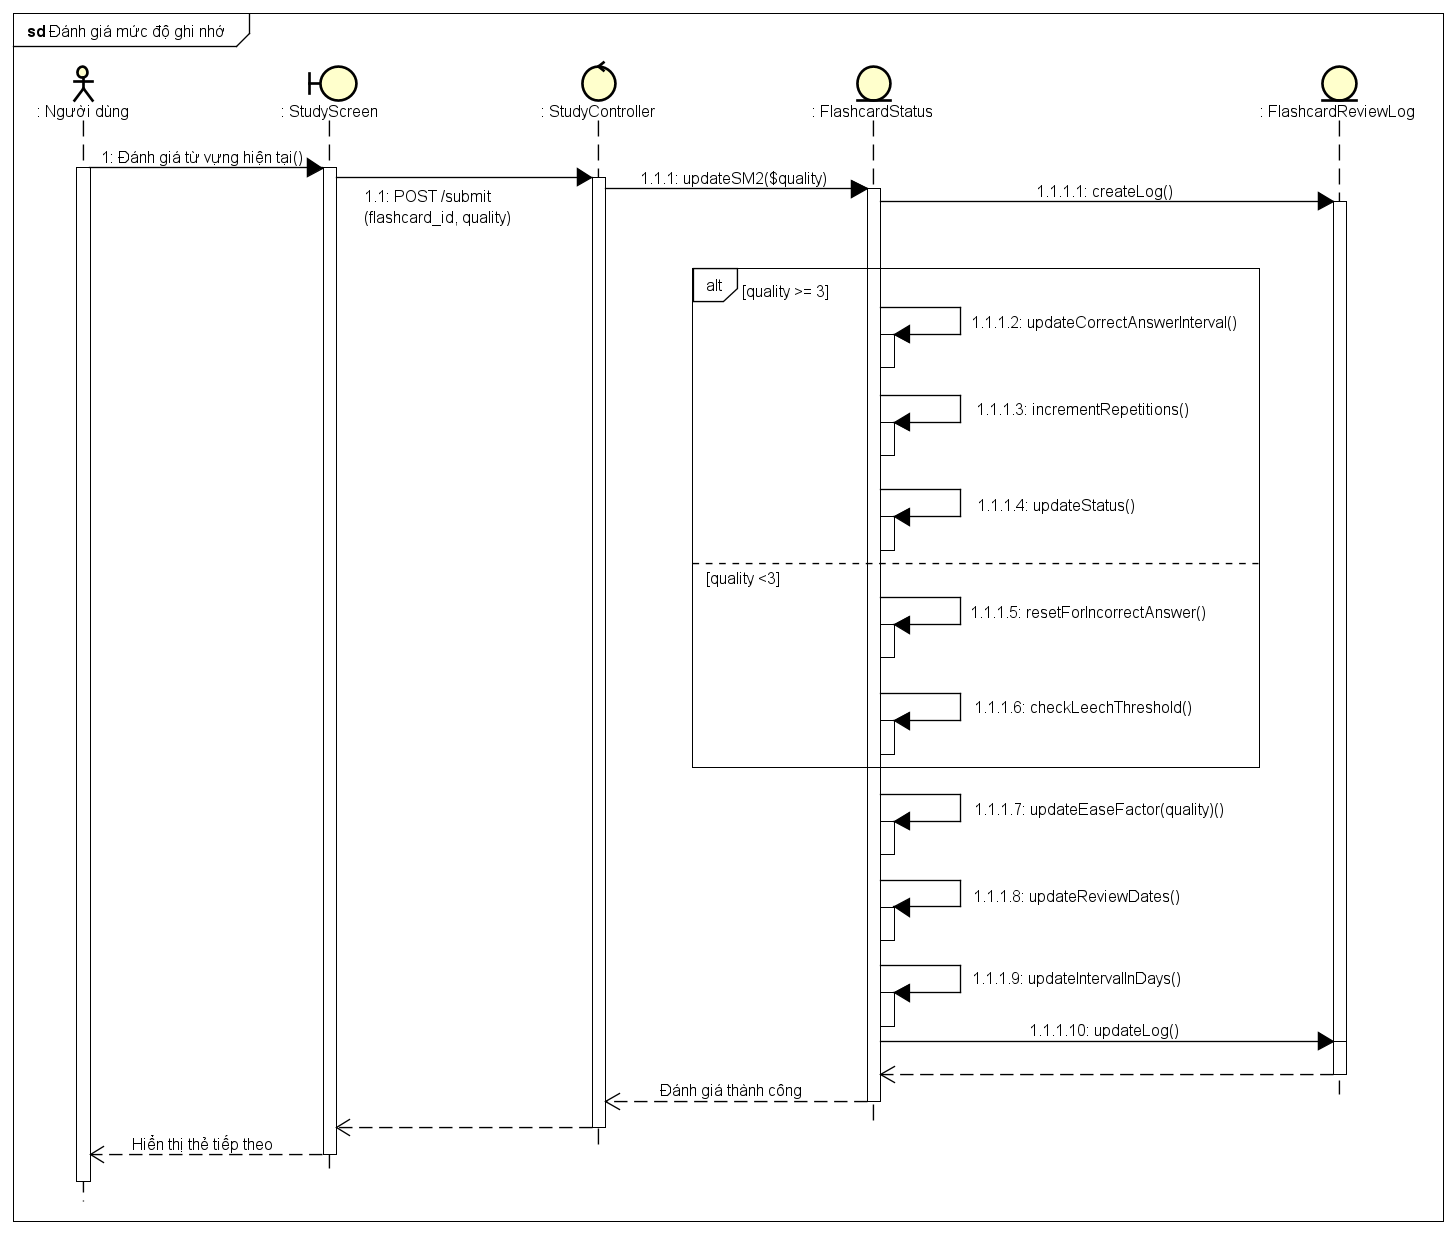 sd Đánh giá mức độ ghi nhớ
: Người dùng
: StudyScreen
: StudyController
: FlashcardStatus
: FlashcardReviewLog
1: Đánh giá từ vựng hiện tại()
1.1: POST /submit
(flashcard_id, quality)
1.1.1: updateSM2($quality)
1.1.1.1: createLog()
alt
[quality >= 3]
1.1.1.2: updateCorrectAnswerInterval()
1.1.1.3: incrementRepetitions()
1.1.1.4: updateStatus()
[quality <3]
1.1.1.5: resetForIncorrectAnswer()
1.1.1.6: checkLeechThreshold()
1.1.1.7: updateEaseFactor(quality)()
1.1.1.8: updateReviewDates()
1.1.1.9: updateIntervalInDays()
1.1.1.10: updateLog()
Đánh giá thành công
Hiển thị thẻ tiếp theo